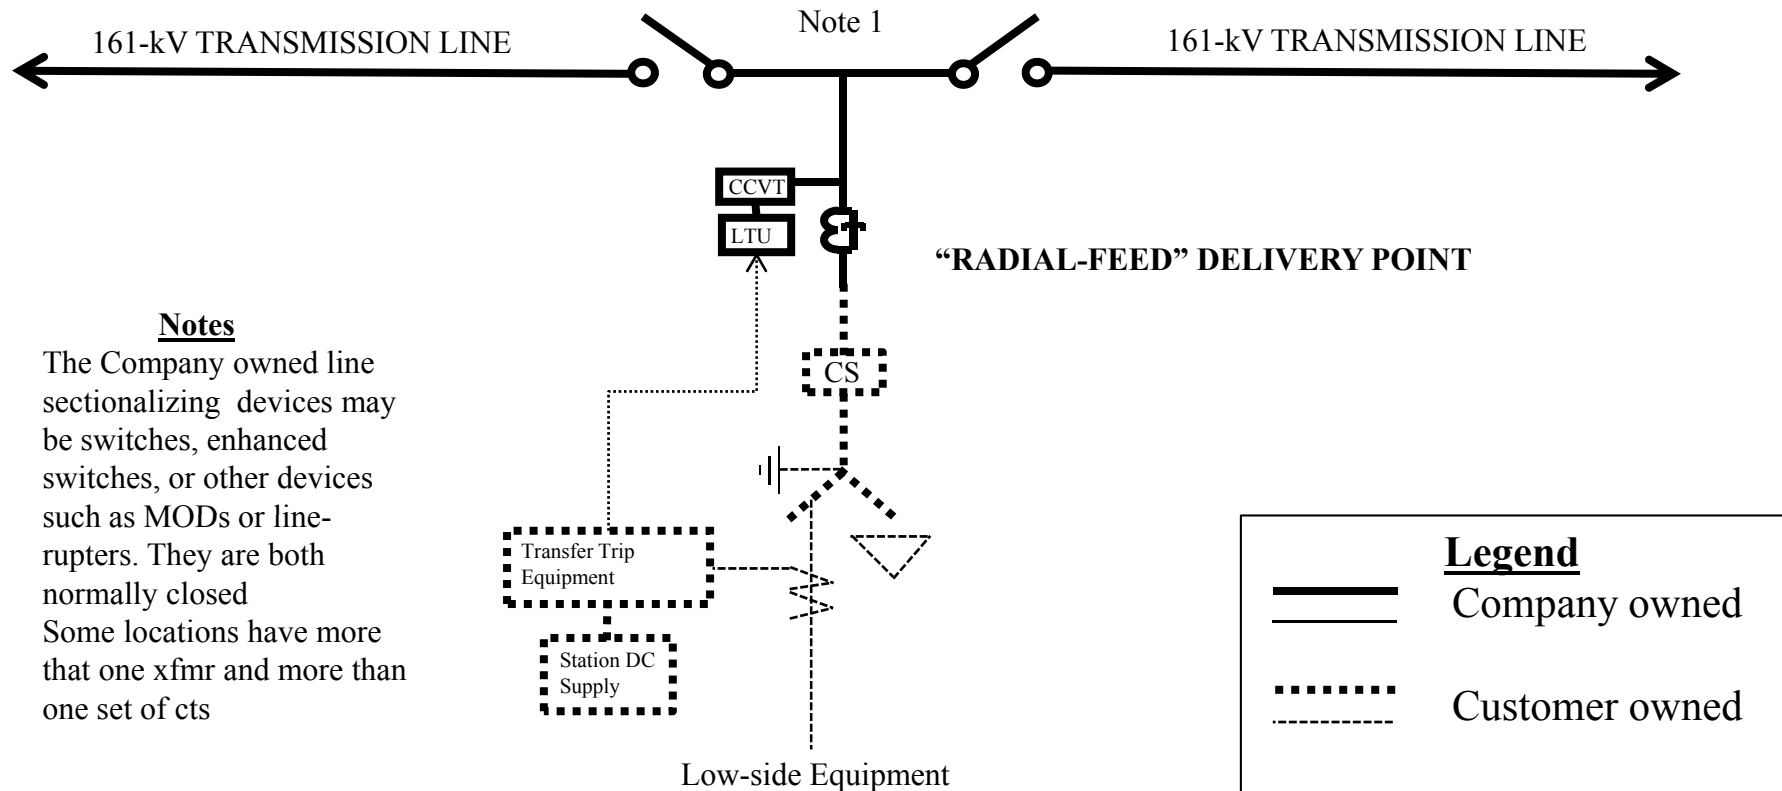 Note 1
161-kV TRANSMISSION LINE
161-kV TRANSMISSION LINE
CCVT
LTU
“RADIAL-FEED” DELIVERY POINT
Notes
The Company owned line
sectionalizing devices may
be switches, enhanced
switches, or other devices
such as MODs or line-
rupters. They are both
normally closed
Some locations have more
that one xfmr and more than
one set of cts
CS
Transfer Trip
Equipment
Station DC
Supply
Low-side Equipment
Legend
Company owned
Customer owned